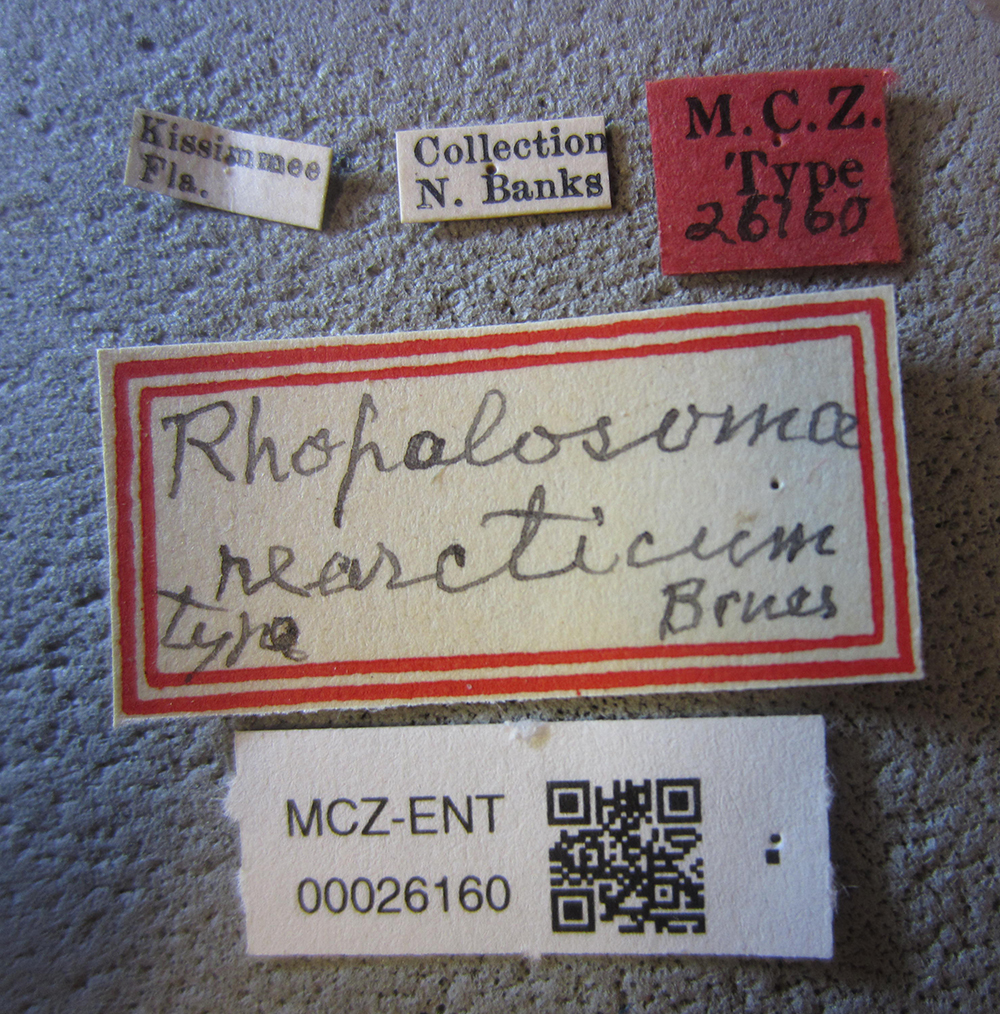 Kissimmee
Fla.
Collection
N. Banks
M.C.Z.
Type
26160
Rhopalosoma
nearcticum
Brues
type
MCZ-ENT
00026160